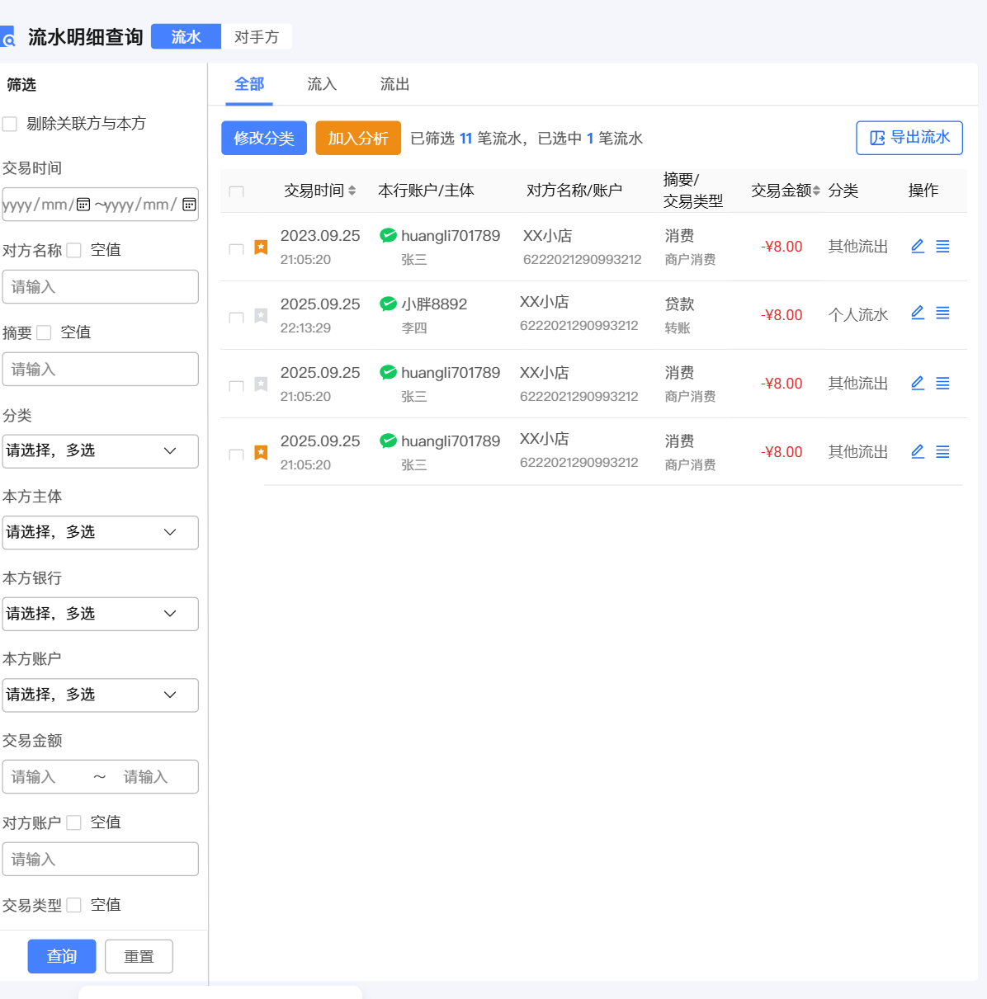 流水明细查询 流水 对手方
筛选
剔除关联方与本方
交易时间
yyyy/mm/ ~yyyy/mm/
对方名称 空值
请输入
摘要 空值
请输入
分类
请选择，多选
本方主体
请选择，多选
本方银行
请选择，多选
本方账户
请选择，多选
交易金额
请输入 ～ 请输入
对方账户 空值
请输入
交易类型 空值
查询 重置
全部 流入 流出
修改分类 加入分析 已筛选 11 笔流水，已选中 1 笔流水 导出流水
交易时间 本行账户/主体 对方名称/账户 摘要/
交易类型 交易金额 分类 操作
2023.09.25 huangli701789 XX小店 消费 -¥8.00 其他流出
21:05:20 张三 6222021290993212 商户消费
2025.09.25 小胖8892 XX小店 贷款 -¥8.00 个人流水
22:13:29 李四 6222021290993212 转账
2025.09.25 huangli701789 XX小店 消费 -¥8.00 其他流出
21:05:20 张三 6222021290993212 商户消费
2025.09.25 huangli701789 XX小店 消费 -¥8.00 其他流出
21:05:20 张三 6222021290993212 商户消费